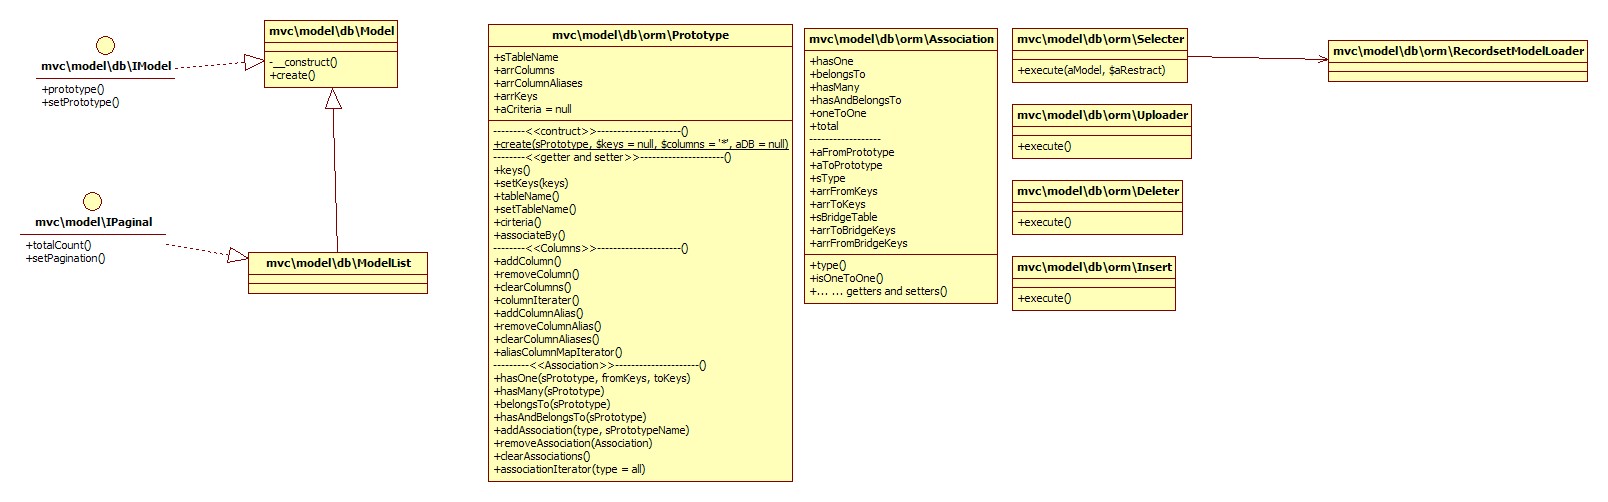 mvc\model\db\IModel
+prototype()
+setPrototype()
mvc\model\db\Model
-__construct()
+create()
mvc\model\IPaginal
+totalCount()
+setPagination()
mvc\model\db\ModelList
mvc\model\db\orm\Prototype
+sTableName
+arrColumns
+arrColumnAliases
+arrKeys
+aCriteria = null
--------<<contruct>>---------------------()
+create(sPrototype, $keys = null, $columns = '*', aDB = null)
--------<<getter and setter>>---------------------()
+keys()
+setKeys(keys)
+tableName()
+setTableName()
+cirteria()
+associateBy()
--------<<Columns>>---------------------()
+addColumn()
+removeColumn()
+clearColumns()
+columnIterater()
+addColumnAlias()
+removeColumnAlias()
+clearColumnAliases()
+aliasColumnMapIterator()
---------<<Association>>---------------------()
+hasOne(sPrototype, fromKeys, toKeys)
+hasMany(sPrototype)
+belongsTo(sPrototype)
+hasAndBelongsTo(sPrototype)
+addAssociation(type, sPrototypeName)
+removeAssociation(Association)
+clearAssociations()
+associationIterator(type = all)
mvc\model\db\orm\Association
+hasOne
+belongsTo
+hasMany
+hasAndBelongsTo
+oneToOne
+total
------------------
+aFromPrototype
+aToPrototype
+sType
+arrFromKeys
+arrToKeys
+sBridgeTable
+arrToBridgeKeys
+arrFromBridgeKeys
+type()
+isOneToOne()
+... ... getters and setters()
mvc\model\db\orm\Selecter
+execute(aModel, $aRestract)
mvc\model\db\orm\Uploader
+execute()
mvc\model\db\orm\Deleter
+execute()
mvc\model\db\orm\Insert
+execute()
mvc\model\db\orm\RecordsetModelLoader